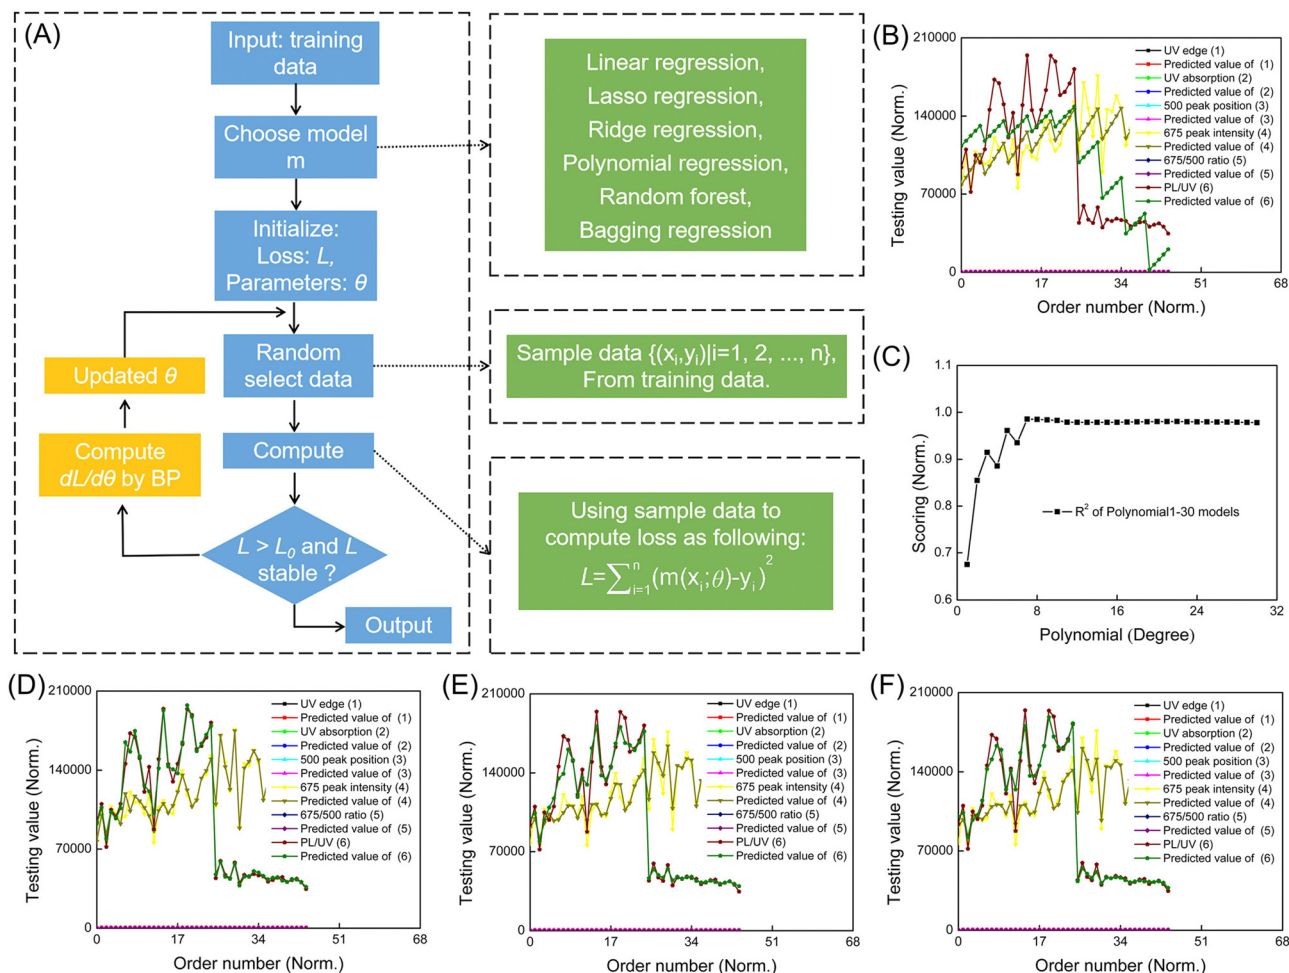 (A)
Input: training
data
Choose model
m
Initialize:
Loss: L,
Parameters: θ
Random
select data
Updated θ
Compute
dL/dθ by BP
Compute
L > L0 and L
stable ?
Output
Linear regression,
Lasso regression,
Ridge regression,
Polynomial regression,
Random forest,
Bagging regression
Sample data {(xi,yi)|i=1, 2, ..., n},
From training data.
Using sample data to
compute loss as following:
L=∑ni=1(m(xi;θ)-yi)2
(B)
Testing value (Norm.)
210000
140000
70000
0
0 17 34 51 68
Order number (Norm.)
UV edge (1)
Predicted value of (1)
UV absorption (2)
Predicted value of (2)
500 peak position (3)
Predicted value of (3)
675 peak intensity (4)
Predicted value of (4)
675/500 ratio (5)
Predicted value of (5)
PL/UV (6)
Predicted value of (6)
(C)
Scoring (Norm.)
1.1
1.0
0.9
0.8
0.7
0.6
0 8 16 24 32
Polynomial (Degree)
R2 of Polynomial1-30 models
(D)
Testing value (Norm.)
210000
140000
70000
0
0 17 34 51 68
Order number (Norm.)
UV edge (1)
Predicted value of (1)
UV absorption (2)
Predicted value of (2)
500 peak position (3)
Predicted value of (3)
675 peak intensity (4)
Predicted value of (4)
675/500 ratio (5)
Predicted value of (5)
PL/UV (6)
Predicted value of (6)
(E)
Testing value (Norm.)
210000
140000
70000
0
0 17 34 51 68
Order number (Norm.)
UV edge (1)
Predicted value of (1)
UV absorption (2)
Predicted value of (2)
500 peak position (3)
Predicted value of (3)
675 peak intensity (4)
Predicted value of (4)
675/500 ratio (5)
Predicted value of (5)
PL/UV (6)
Predicted value of (6)
(F)
Testing value (Norm.)
210000
140000
70000
0
0 17 34 51 68
Order number (Norm.)
UV edge (1)
Predicted value of (1)
UV absorption (2)
Predicted value of (2)
500 peak position (3)
Predicted value of (3)
675 peak intensity (4)
Predicted value of (4)
675/500 ratio (5)
Predicted value of (5)
PL/UV (6)
Predicted value of (6)